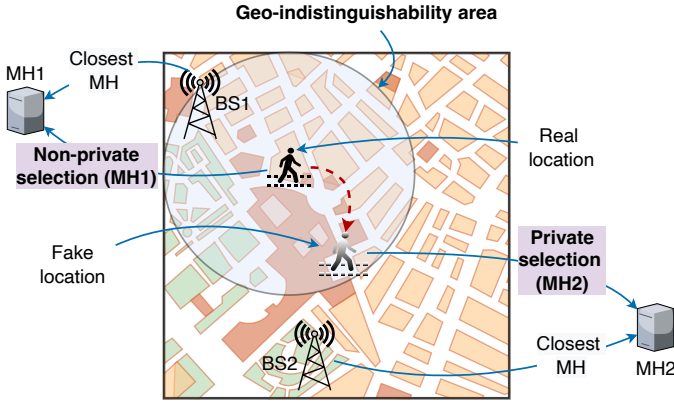 Geo-indistinguishability area
Closest
MH
MH1
BS1
Real
location
Non-private
selection (MH1)
Fake
location
Private
selection
(MH2)
BS2
Closest
MH
MH2